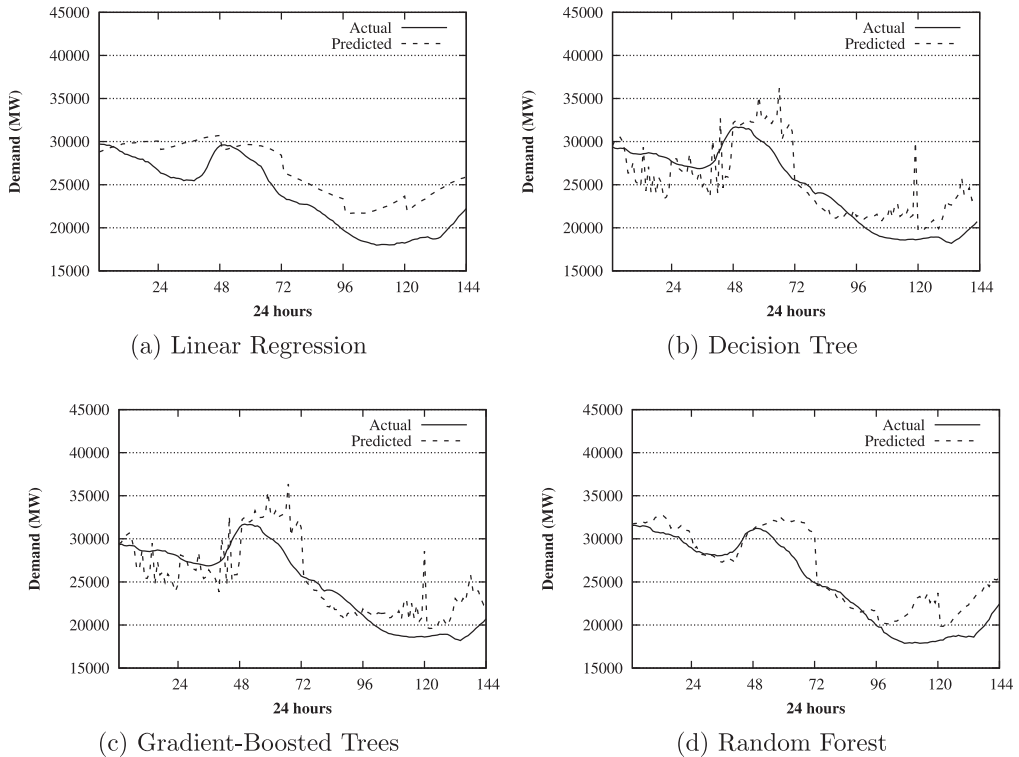 45000
40000
35000
30000
25000
20000
15000
Demand (MW)
Actual
Predicted
24 48 72 96 120 144
24 hours
(a) Linear Regression
45000
40000
35000
30000
25000
20000
15000
Demand (MW)
Actual
Predicted
24 48 72 96 120 144
24 hours
(b) Decision Tree
45000
40000
35000
30000
25000
20000
15000
Demand (MW)
Actual
Predicted
24 48 72 96 120 144
24 hours
(c) Gradient-Boosted Trees
45000
40000
35000
30000
25000
20000
15000
Demand (MW)
Actual
Predicted
24 48 72 96 120 144
24 hours
(d) Random Forest